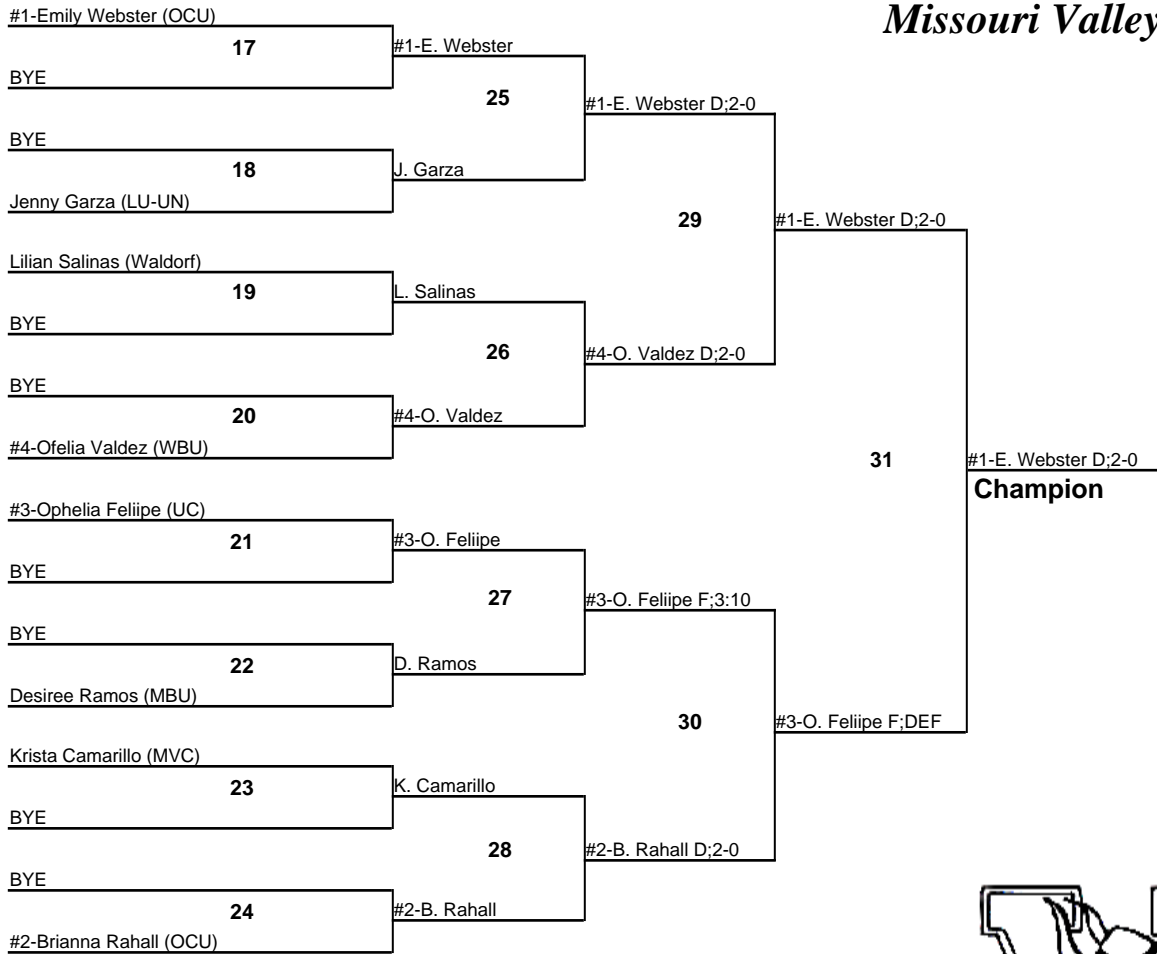 Missouri Valley
#1-Emily Webster (OCU)
17
#1-E. Webster
BYE
25
#1-E. Webster D;2-0
BYE
18
J. Garza
Jenny Garza (LU-UN)
29
#1-E. Webster D;2-0
Lilian Salinas (Waldorf)
19
L. Salinas
BYE
26
#4-O. Valdez D;2-0
BYE
20
#4-O. Valdez
#4-Ofelia Valdez (WBU)
31
#1-E. Webster D;2-0
Champion
#3-Ophelia Feliipe (UC)
21
#3-O. Feliipe
BYE
27
#3-O. Feliipe F;3:10
BYE
22
D. Ramos
Desiree Ramos (MBU)
30
#3-O. Feliipe F;DEF
Krista Camarillo (MVC)
23
K. Camarillo
BYE
28
#2-B. Rahall D;2-0
BYE
24
#2-B. Rahall
#2-Brianna Rahall (OCU)